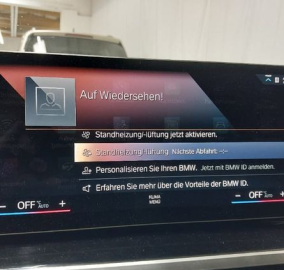 Auf Wiedersehen!
Standheizung/-lüftung jetzt aktivieren.
Standheizung/-lüftung Nächste Abfahrt: --:--
Personalisieren Sie Ihren BMW. Jetzt mit BMW ID anmelden.
Erfahren Sie mehr über die Vorteile der BMW ID.
- OFF AUTO +
KLIMA
MENÜ
- OFF AUTO +